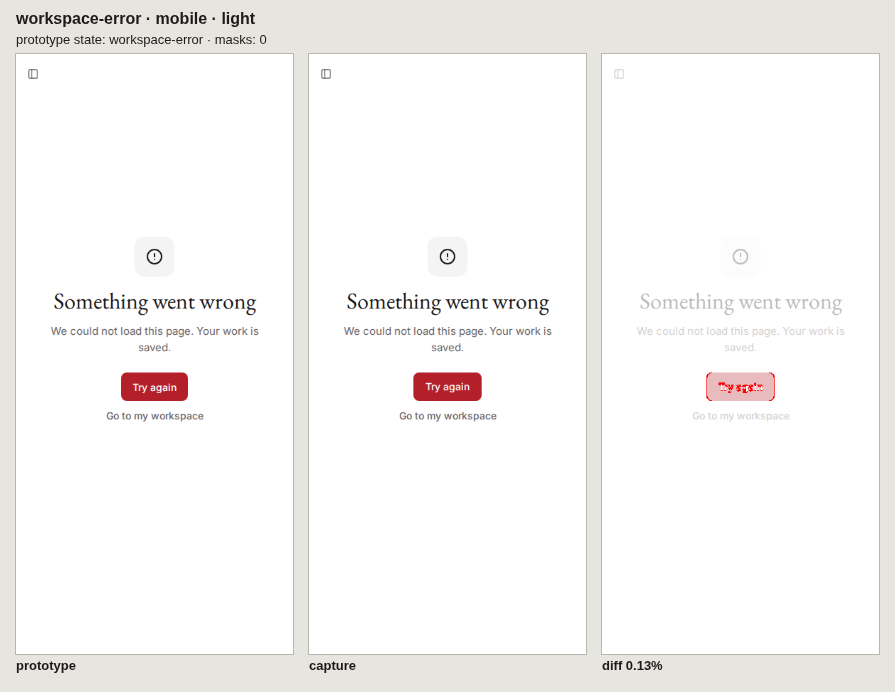 workspace-error · mobile · light
prototype state: workspace-error · masks: 0
Something went wrong
We could not load this page. Your work is
saved.
Try again
Go to my workspace
prototype
Something went wrong
We could not load this page. Your work is
saved.
Try again
Go to my workspace
capture
Something went wrong
We could not load this page. Your work is
saved.
Try again
Go to my workspace
diff 0.13%